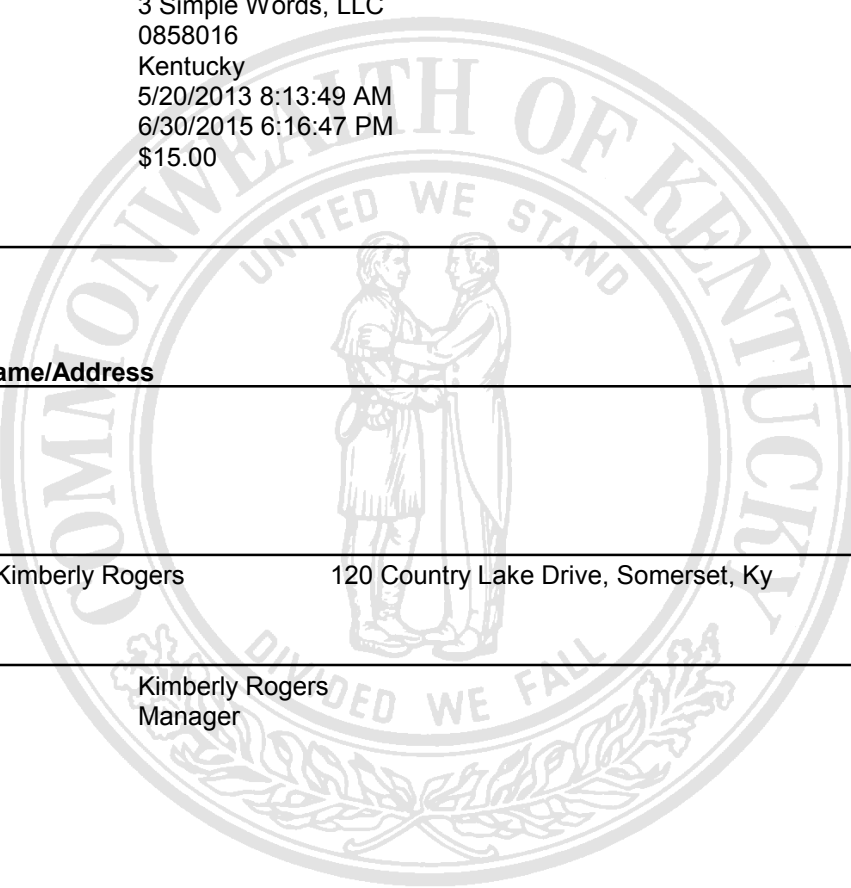 3 Simple Words, LLC
0858016
Kentucky
5/20/2013 8:13:49 AM
6/30/2015 6:16:47 PM
$15.00
COMMONWEALTH OF KENTUCKY
UNITED WE STAND
ame/Address
Kimberly Rogers 120 Country Lake Drive, Somerset, Ky
DIVIDED WE FALL
Kimberly Rogers
Manager